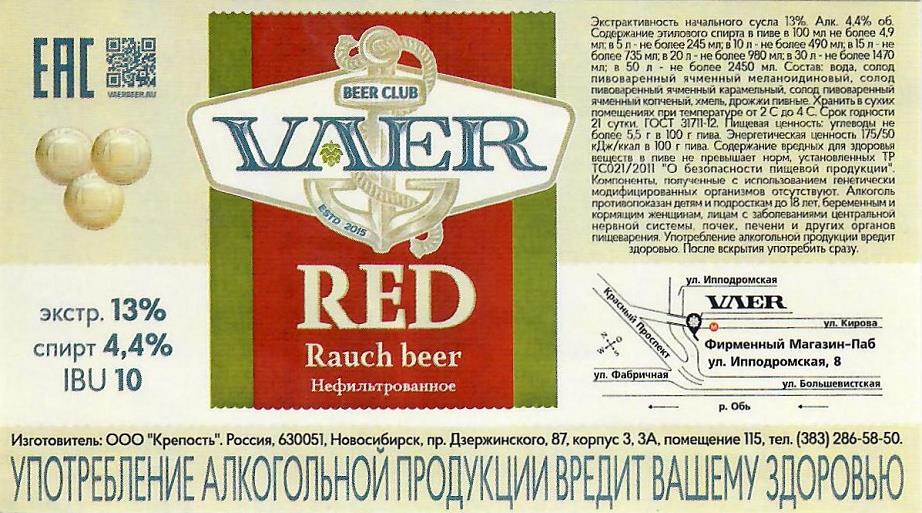 EAC
VAERBEER.RU
BEER CLUB
VAER
ESTD 2015
RED
Rauch beer
Нефильтрованное
экстр. 13%
спирт 4,4%
IBU 10
Экстрактивность начального сусла 13%. Алк. 4,4% об.
Содержание этилового спирта в пиве в 100 мл не более 4,9
мл; в 5 л - не более 245 мл; в 10 л - не более 490 мл; в 15 л - не
более 735 мл; в 20 л - не более 980 мл; в 30 л - не более 1470
мл; в 50 л - не более 2450 мл. Состав: вода, солод
пивоваренный ячменный меланоидиновый, солод
пивоваренный ячменный карамельный, солод пивоваренный
ячменный копченый, хмель, дрожжи пивные. Хранить в сухих
помещениях при температуре от 2 С до 4 С. Срок годности
21 сутки. ГОСТ 31711-12. Пищевая ценность: углеводы не
более 5,5 г в 100 г пива. Энергетическая ценность 175/50
кДж/ккал в 100 г пива. Содержание вредных для здоровья
веществ в пиве не превышает норм, установленных ТР
ТС021/2011 "О безопасности пищевой продукции".
Компоненты, полученные с использованием генетически
модифицированных организмов отсутствуют. Алкоголь
противопоказан детям и подросткам до 18 лет, беременным и
кормящим женщинам, лицам с заболеваниями центральной
нервной системы, почек, печени и других органов
пищеварения. Употребление алкогольной продукции вредит
здоровью. После вскрытия употребить сразу.
ул. Ипподромская
VAER
Красный Проспект
М
ул. Кирова
Фирменный Магазин-Паб
ул. Ипподромская, 8
ул. Фабричная
ул. Большевистская
р. Обь
Изготовитель: ООО "Крепость". Россия, 630051, Новосибирск, пр. Дзержинского, 87, корпус 3, 3А, помещение 115, тел. (383) 286-58-50.
УПОТРЕБЛЕНИЕ АЛКОГОЛЬНОЙ ПРОДУКЦИИ ВРЕДИТ ВАШЕМУ ЗДОРОВЬЮ